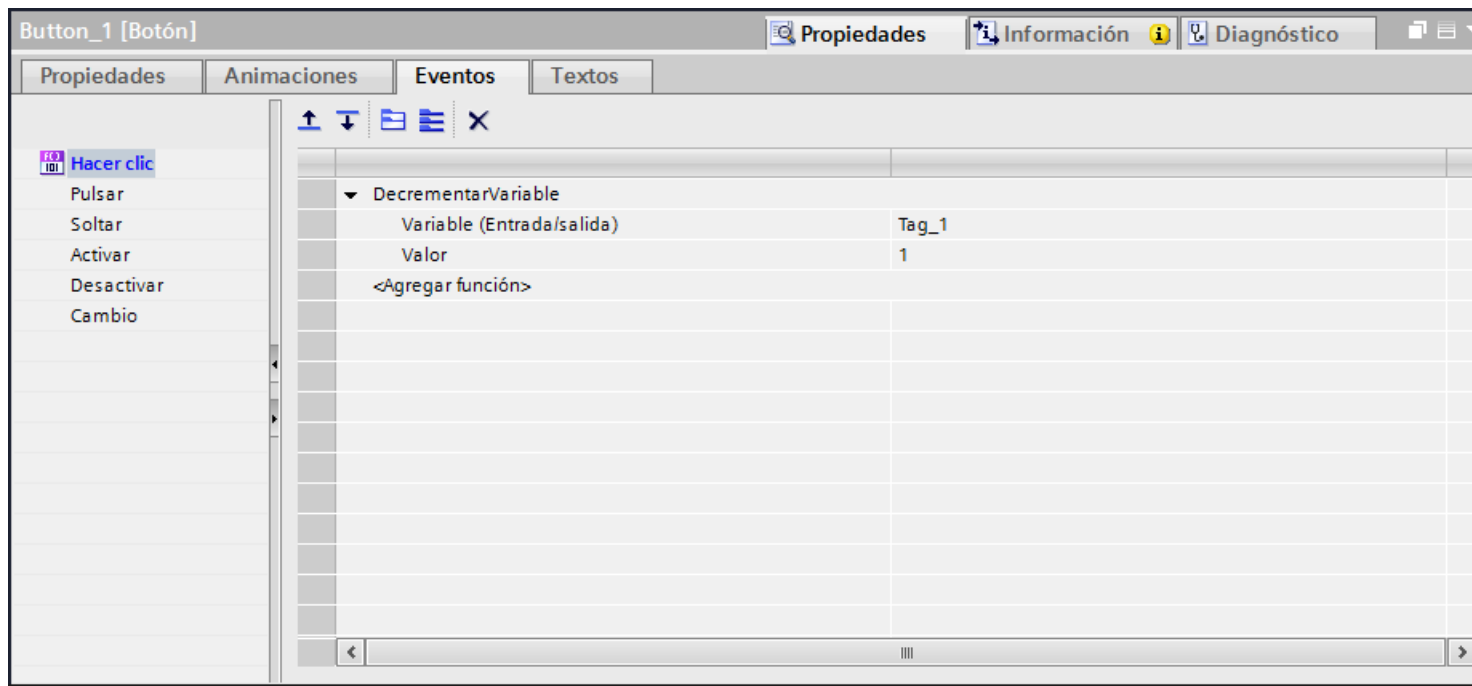 Button_1 [Botón]
Propiedades Información Diagnóstico
Propiedades Animaciones Eventos Textos
Hacer clic
Pulsar
Soltar
Activar
Desactivar
Cambio
DecrementarVariable
Variable (Entrada/salida) Tag_1
Valor 1
<Agregar función>